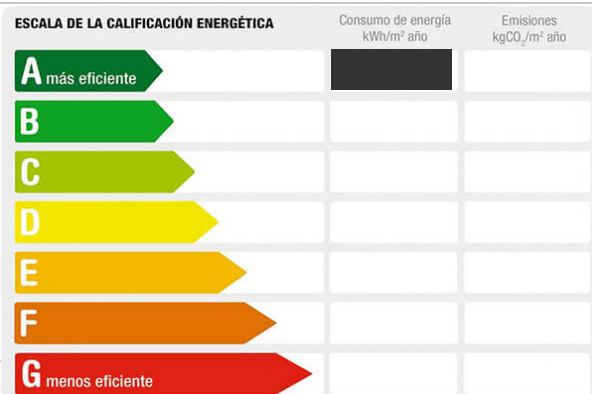 ESCALA DE LA CALIFICACIÓN ENERGÉTICA
Consumo de energía
kWh/m² año
Emisiones
kgCO₂/m² año
A más eficiente
B
C
D
E
F
G menos eficiente